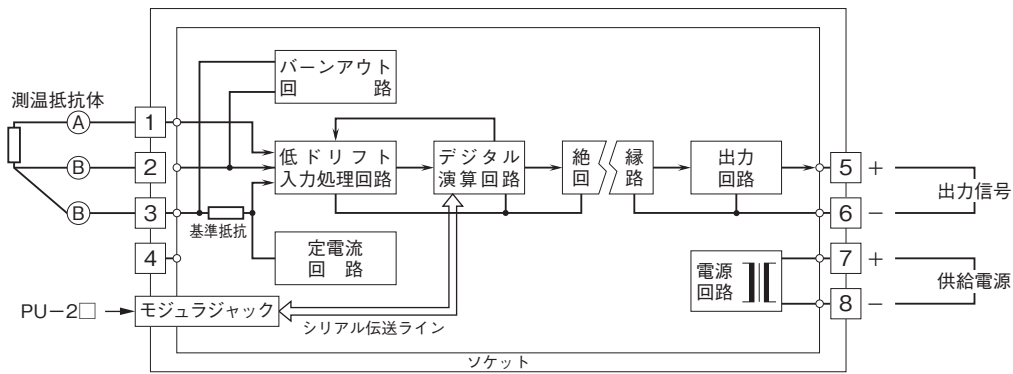 バーンアウト
回 路
測温抵抗体
A
B
B
1
2
3
4
低ドリフト
入力処理回路
デジタル
演算回路
絶 縁
回 路
出力
回路
基準抵抗
定電流
回 路
電源
回路
5 +
6 −
出力信号
7 +
8 −
供給電源
PU−2□
モジュラジャック
シリアル伝送ライン
ソケット